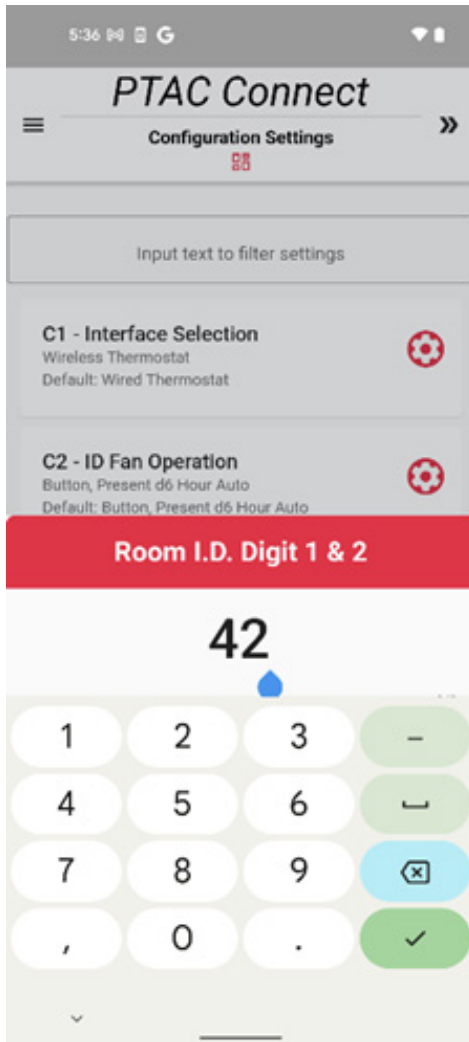 5:36
PTAC Connect
Configuration Settings
Input text to filter settings
C1 - Interface Selection
Wireless Thermostat
Default: Wired Thermostat
C2 - ID Fan Operation
Button, Present d6 Hour Auto
Default: Button, Present d6 Hour Auto
Room I.D. Digit 1 & 2
42
1 2 3 –
4 5 6
7 8 9
, 0 .